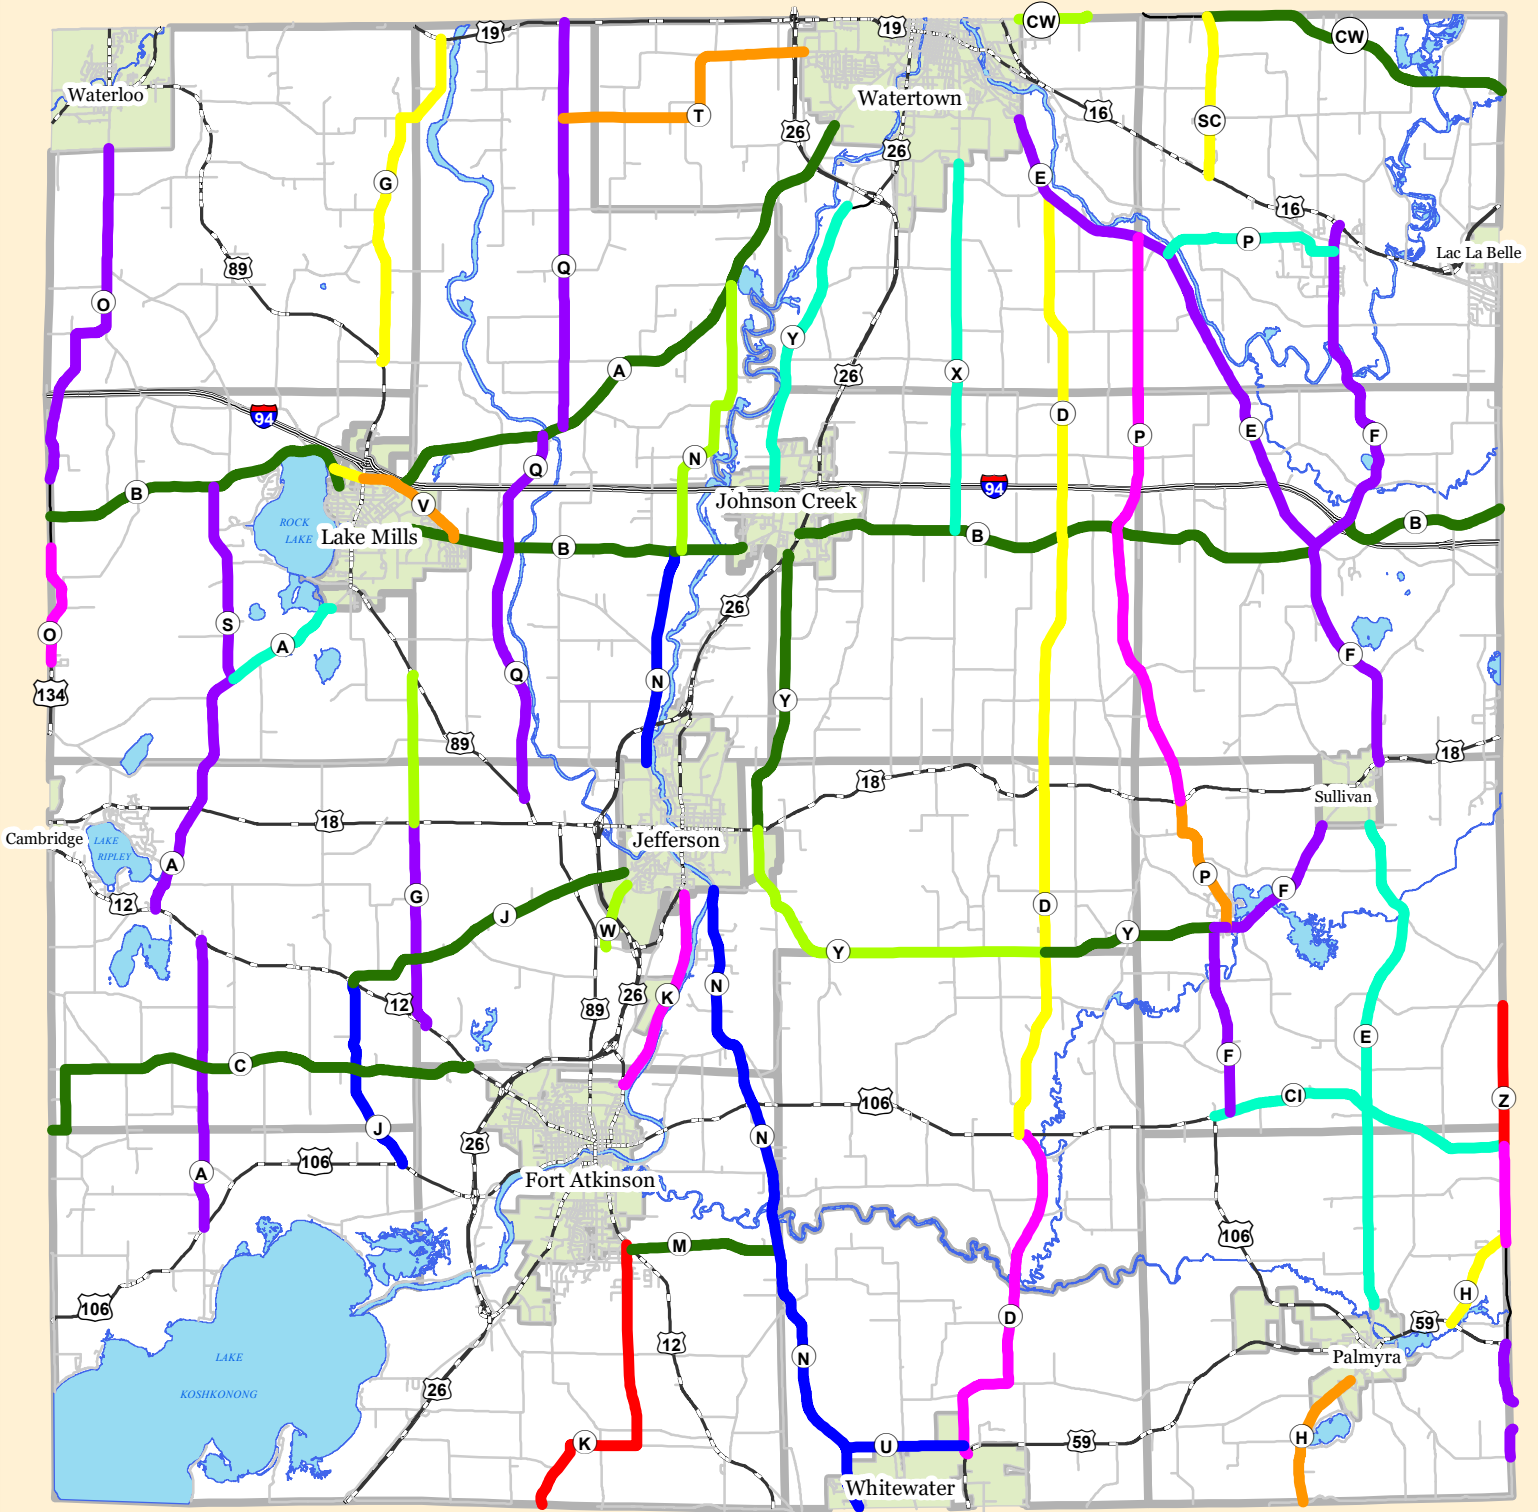 19
19
CW
CW
Waterloo
Watertown
T
16
SC
26
26
G
E
16
P
Lac La Belle
89
Q
O
Y
A
26
X
94
D
P
E
F
Q
N
B
V
94
Johnson Creek
ROCK
LAKE
Lake Mills
B
B
B
26
S
O
A
F
134
Q
N
Y
89
18
18
Sullivan
18
Cambridge
LAKE
RIPLEY
Jefferson
A
P
F
12
G
J
D
W
Y
Y
N
K
26
12
89
E
F
C
CI
Z
106
J
N
26
106
A
Fort Atkinson
M
106
H
106
D
59
12
LAKE
KOSHKONONG
N
Palmyra
26
H
K
U
59
Whitewater